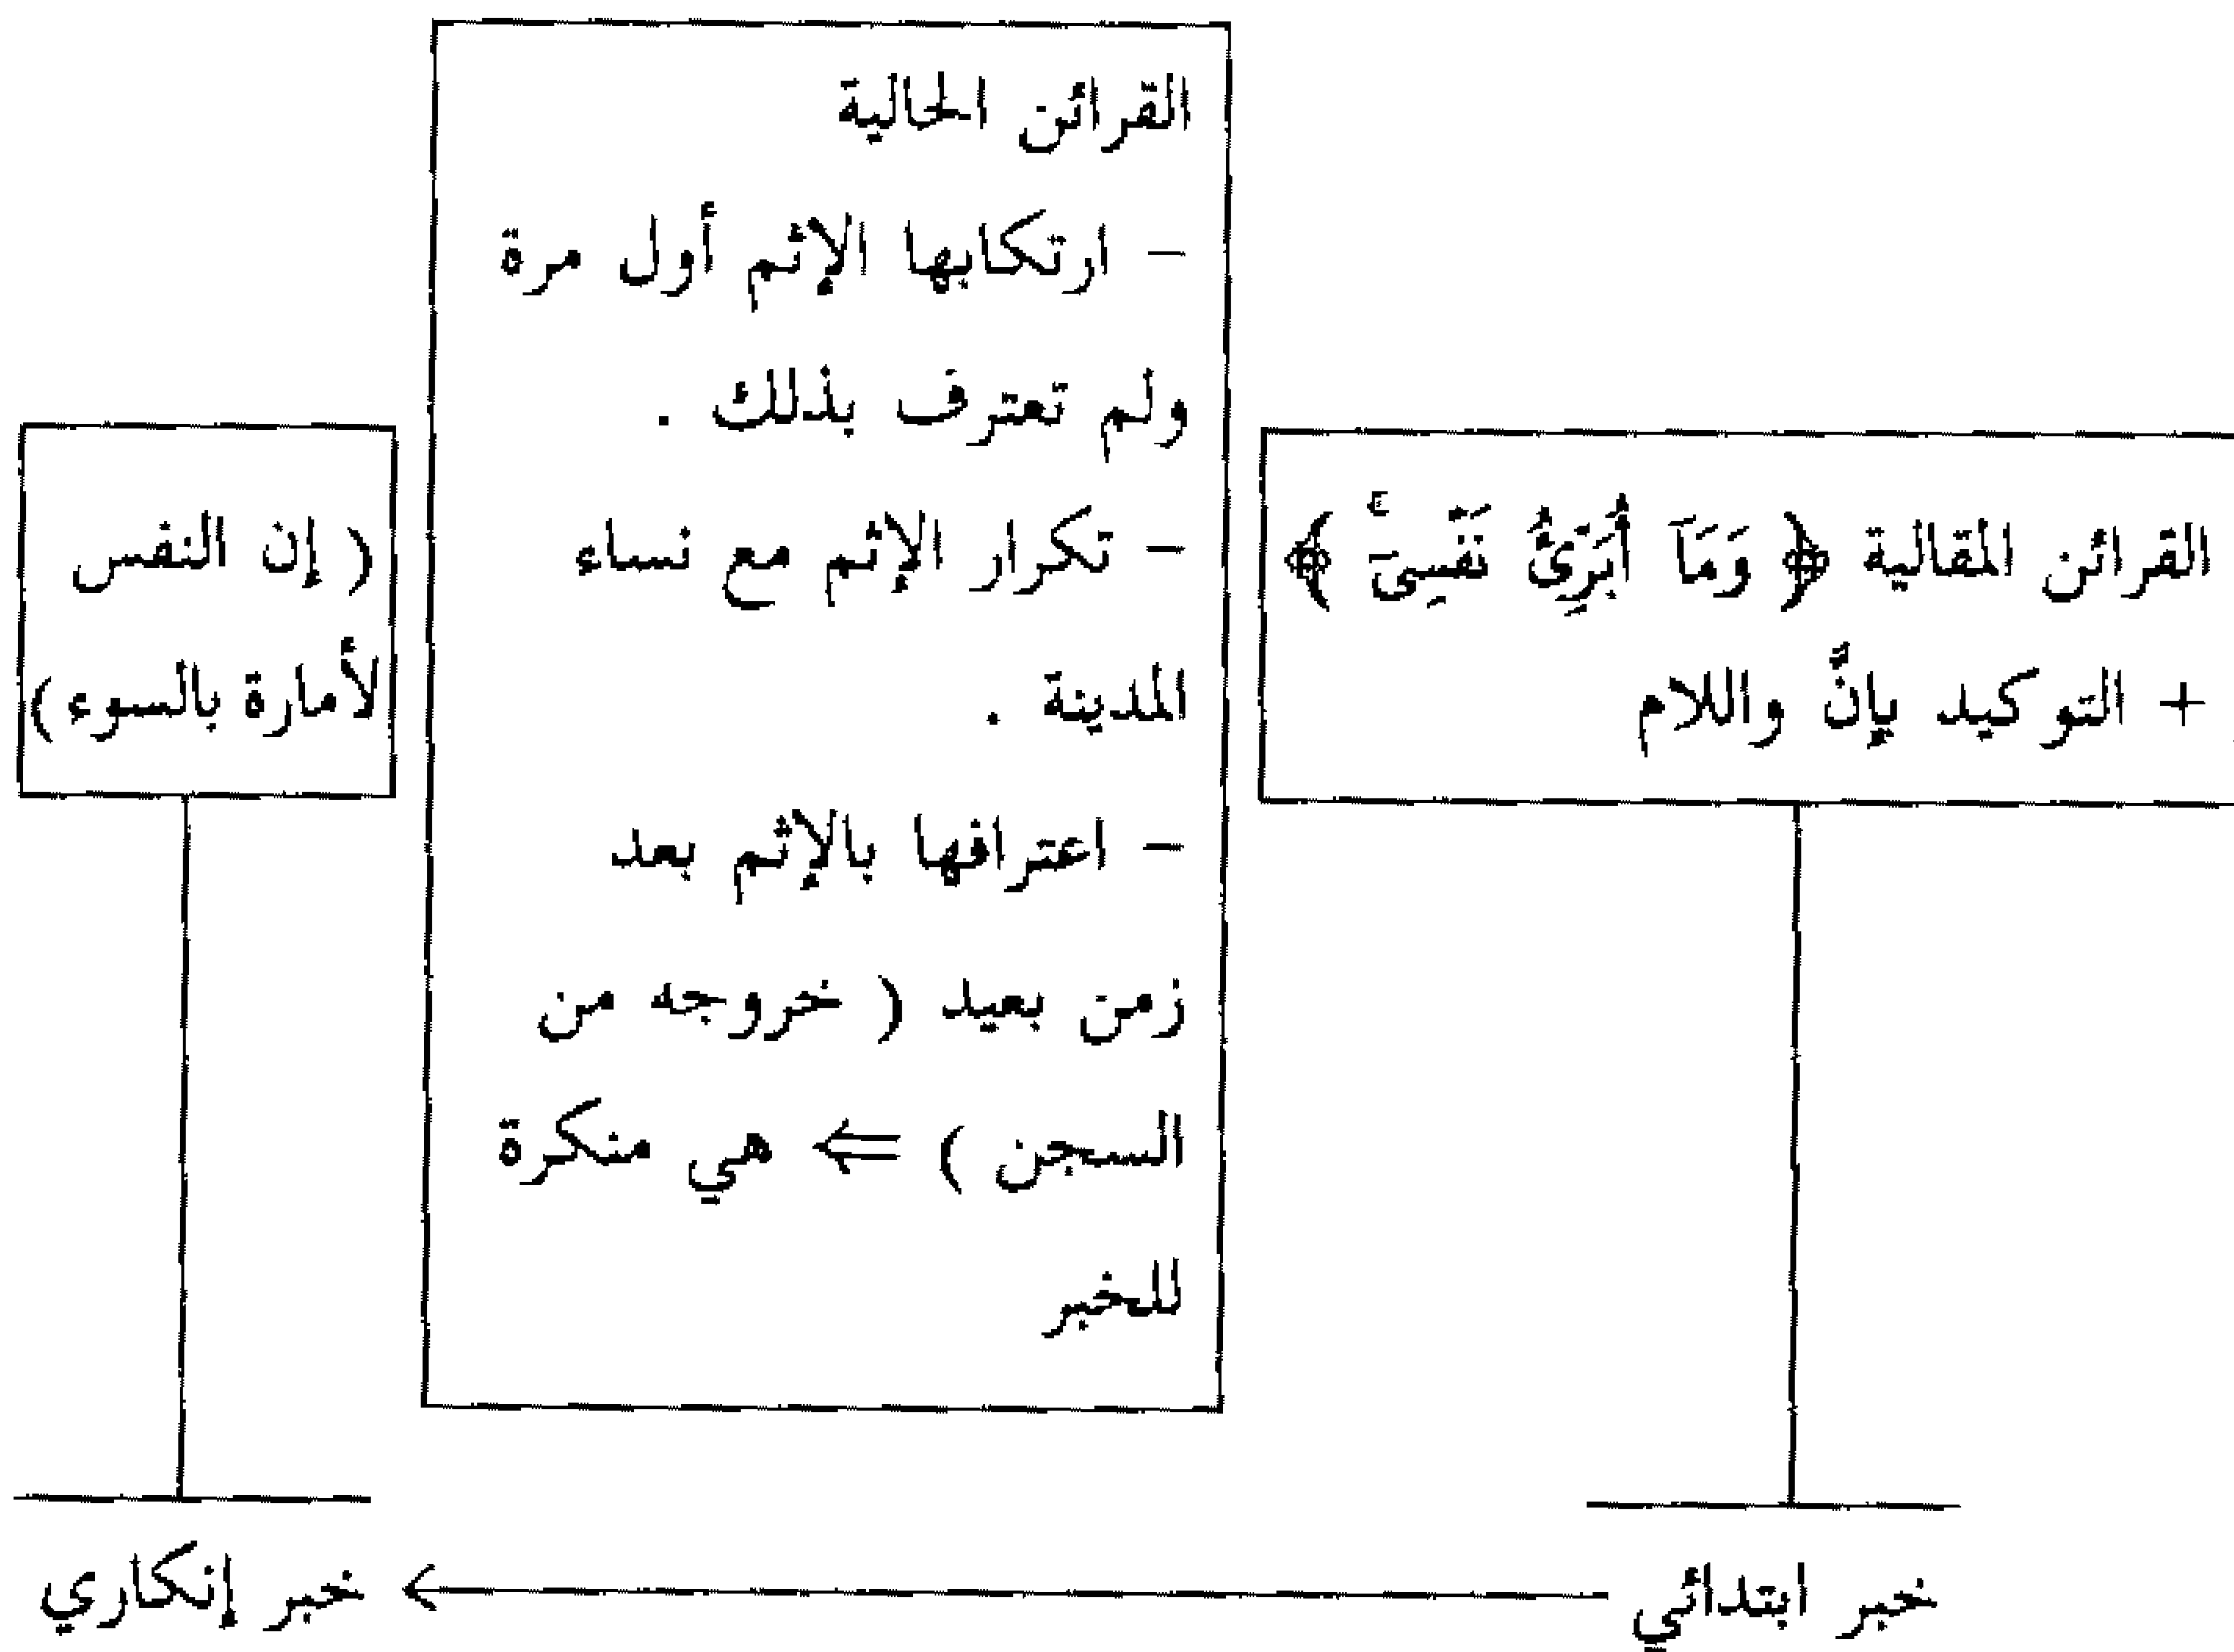 القرائن المقالية ﴿ وَمَآ أُبَرِّئُ نَفْسِيٓ ۚ ﴾
+ التوكيد بإنَّ واللام
القرائن الحالية
– ارتكابها الإثم أول مرة
ولم تعترف بذلك .
– تكرار الإثم مع نساء
المدينة .
– اعترافها بالإثم بعد
زمن بعيد ( خروجه من
السجن ) ⇐ هي منكرة
للخبر
( إن النفس
لأمارة بالسوء)
خبر ابتدائي ← خبر إنكاري